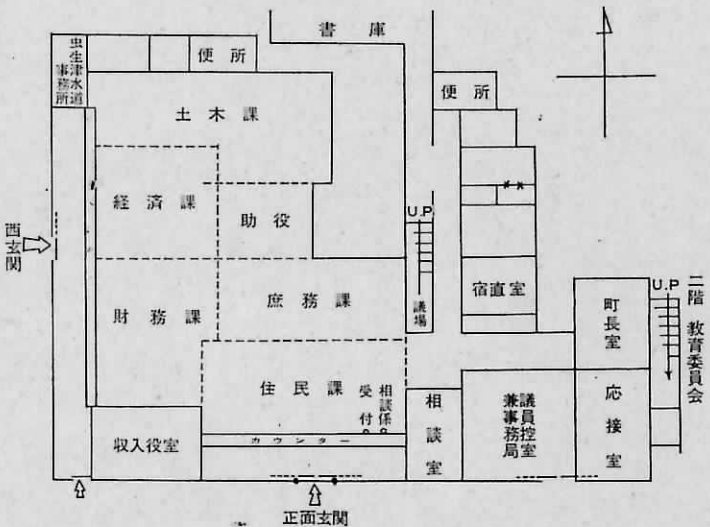 書庫
虫生津水道
事務所
便所
便所
土木課
経済課
助役
U.P.
西玄関
議場
宿直室
U.P
二階 教育委員会
町長室
財務課
庶務課
住民課
相談係
受付
カウンター
収入役室
相談室
議員控室
兼事務局
応接室
正面玄関